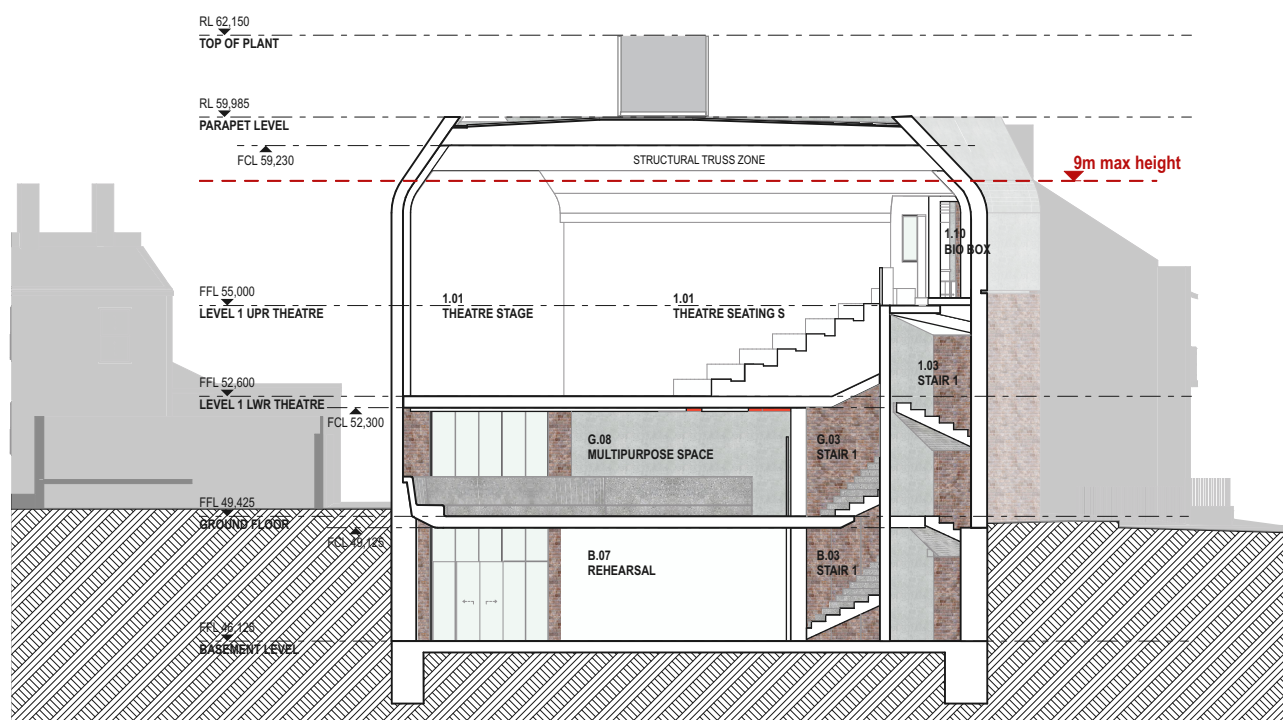 RL 62,150
TOP OF PLANT
RL 59,985
PARAPET LEVEL
FCL 59,230
STRUCTURAL TRUSS ZONE
9m max height
1.10
BIO BOX
FFL 55,000
LEVEL 1 UPR THEATRE
1.01
THEATRE STAGE
1.01
THEATRE SEATING S
FFL 52,600
LEVEL 1 LWR THEATRE
FCL 52,300
1.03
STAIR 1
G.08
MULTIPURPOSE SPACE
G.03
STAIR 1
FFL 49,425
GROUND FLOOR
FCL 49,125
B.07
REHEARSAL
B.03
STAIR 1
FFL 46,125
BASEMENT LEVEL